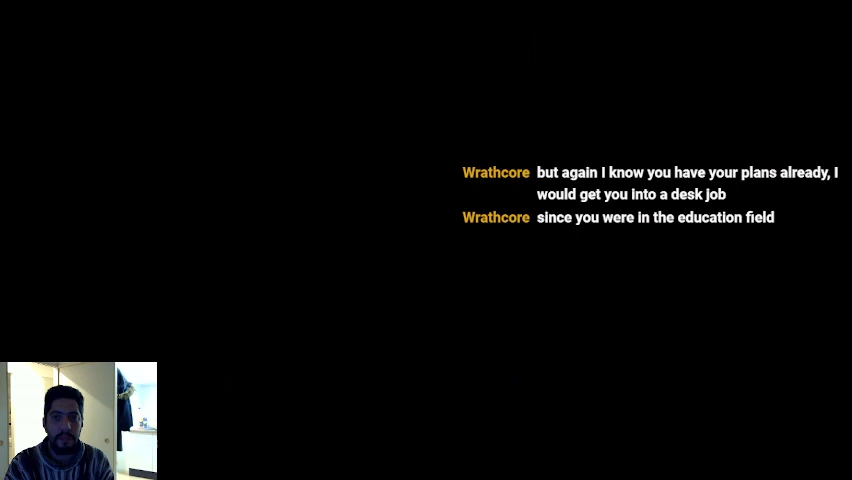 Wrathcore but again I know you have your plans already, I
would get you into a desk job
Wrathcore since you were in the education field